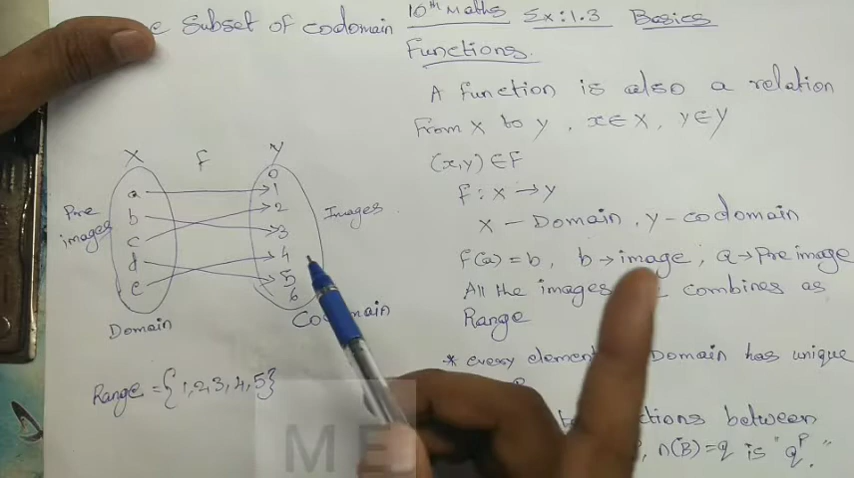 e Subset of codomain
10th Maths Ex:1.3 Basics
Functions.
A Function is also a relation
From X to y, x∈X, y∈y
(x,y) ∈ F
f: x → y
X - Domain, y - codomain
f(a) = b, b → image, a → Pre image
All the images combines as
Range
* every element Domain has unique
ctions between
n(B)=q is "q^p."
X f y
Pre images
a
b
c
d
e
0
1
2
3
4
5
6
Images
Domain
Range = {1,2,3,4,5}
ME